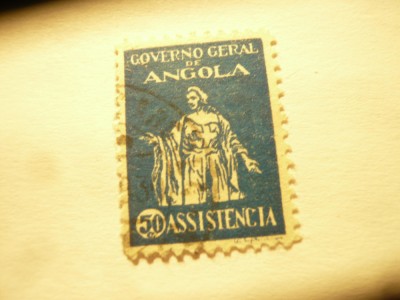 GOVERNO GERAL
DE
ANGOLA
50 ASSISTENCIA